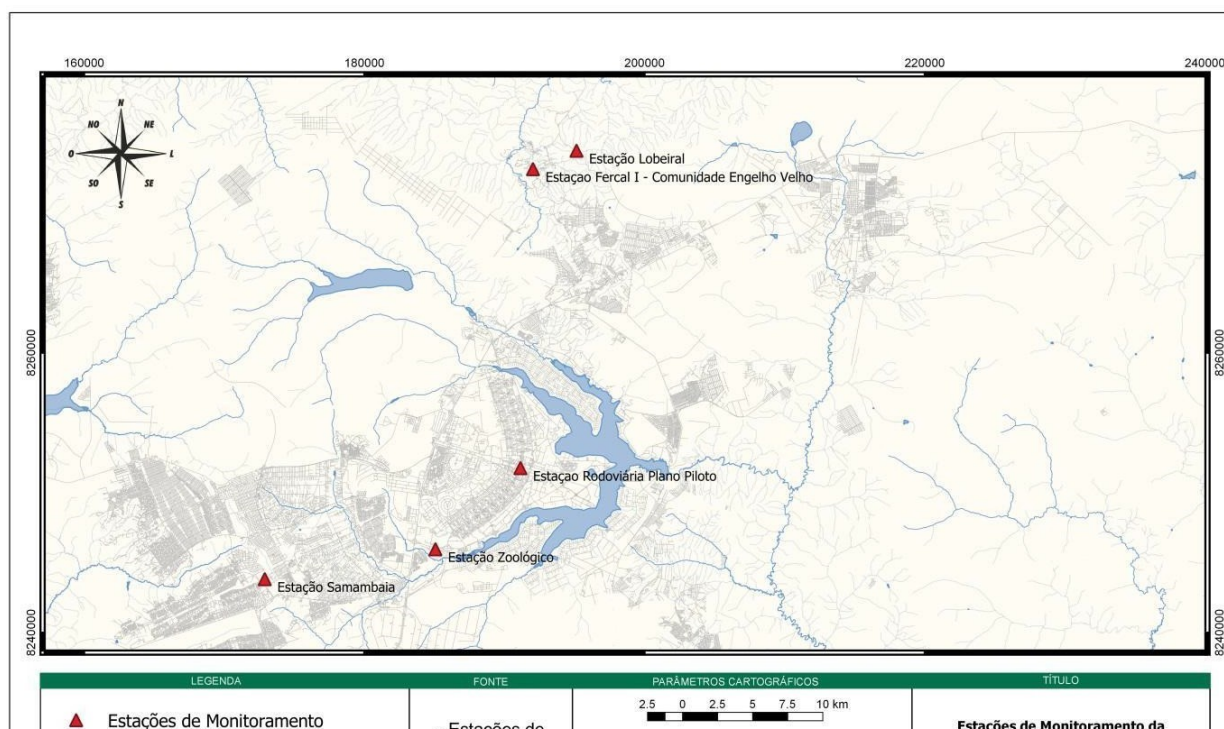 160000 180000 200000 220000 240000
N
NO NE
O L
SO SE
S
Estação Lobeiral
Estaçao Fercal I - Comunidade Engelho Velho
8260000 8260000
Estaçao Rodoviária Plano Piloto
Estação Zoológico
Estação Samambaia
8240000 8240000
LEGENDA FONTE PARÂMETROS CARTOGRÁFICOS TÍTULO
2.5 0 2.5 5 7.5 10 km
Estações de Monitoramento
Estações de
Estações de Monitoramento da